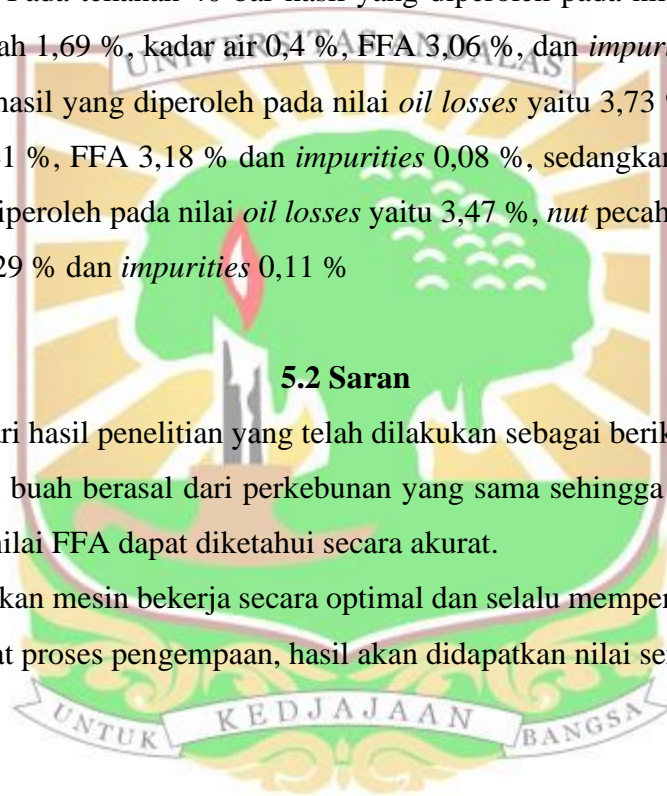 Pada tekanan 40 bar hasil yang diperoleh pada
ah 1,69 %, kadar air 0,4 %, FFA 3,06 %, dan impuri
UNIVERSITAS ANDALAS
hasil yang diperoleh pada nilai oil losses yaitu 3,73
1 %, FFA 3,18 % dan impurities 0,08 %, sedangkan
diperoleh pada nilai oil losses yaitu 3,47 %, nut pecah
29 % dan impurities 0,11 %
5.2 Saran
ri hasil penelitian yang telah dilakukan sebagai berik
buah berasal dari perkebunan yang sama sehingga
nilai FFA dapat diketahui secara akurat.
kan mesin bekerja secara optimal dan selalu memper
at proses pengempaan, hasil akan didapatkan nilai se
UNTUK KEDJAJAAN BANGSA